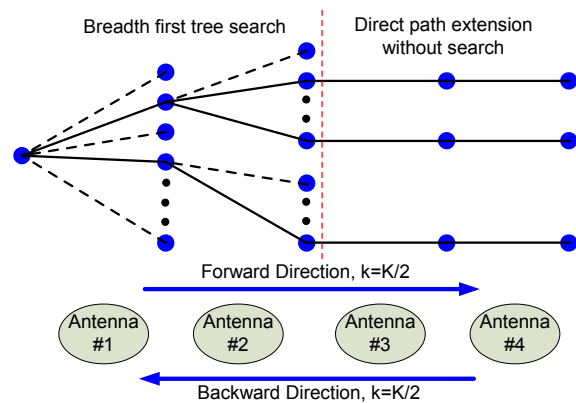 Breadth first tree search
Direct path extension
without search
Forward Direction, k=K/2
Antenna
#1
Antenna
#2
Antenna
#3
Antenna
#4
Backward Direction, k=K/2